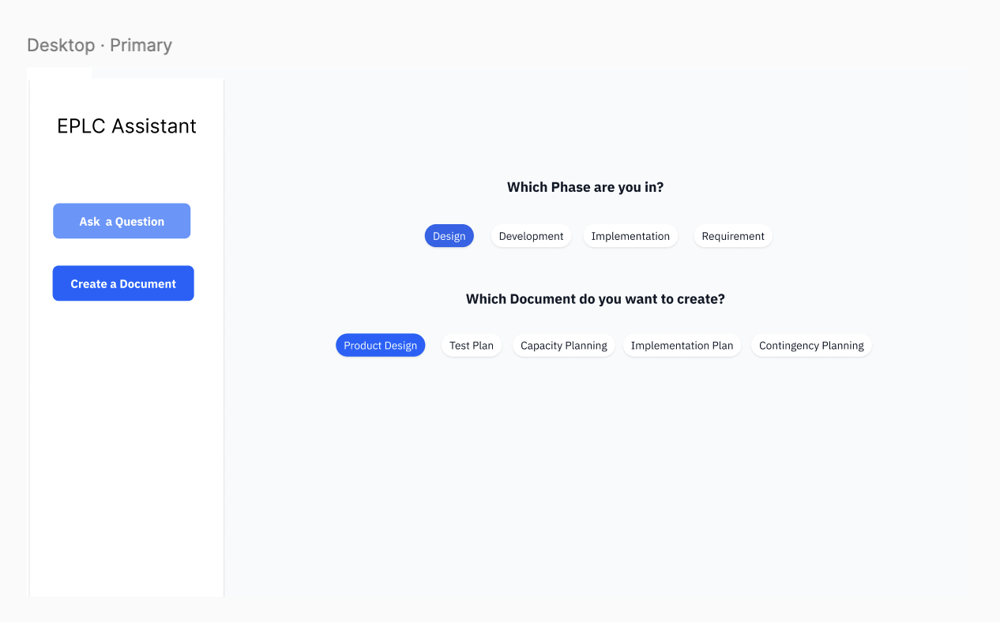 Desktop · Primary
EPLC Assistant
Ask a Question
Create a Document
Which Phase are you in?
Design Development Implementation Requirement
Which Document do you want to create?
Product Design Test Plan Capacity Planning Implementation Plan Contingency Planning